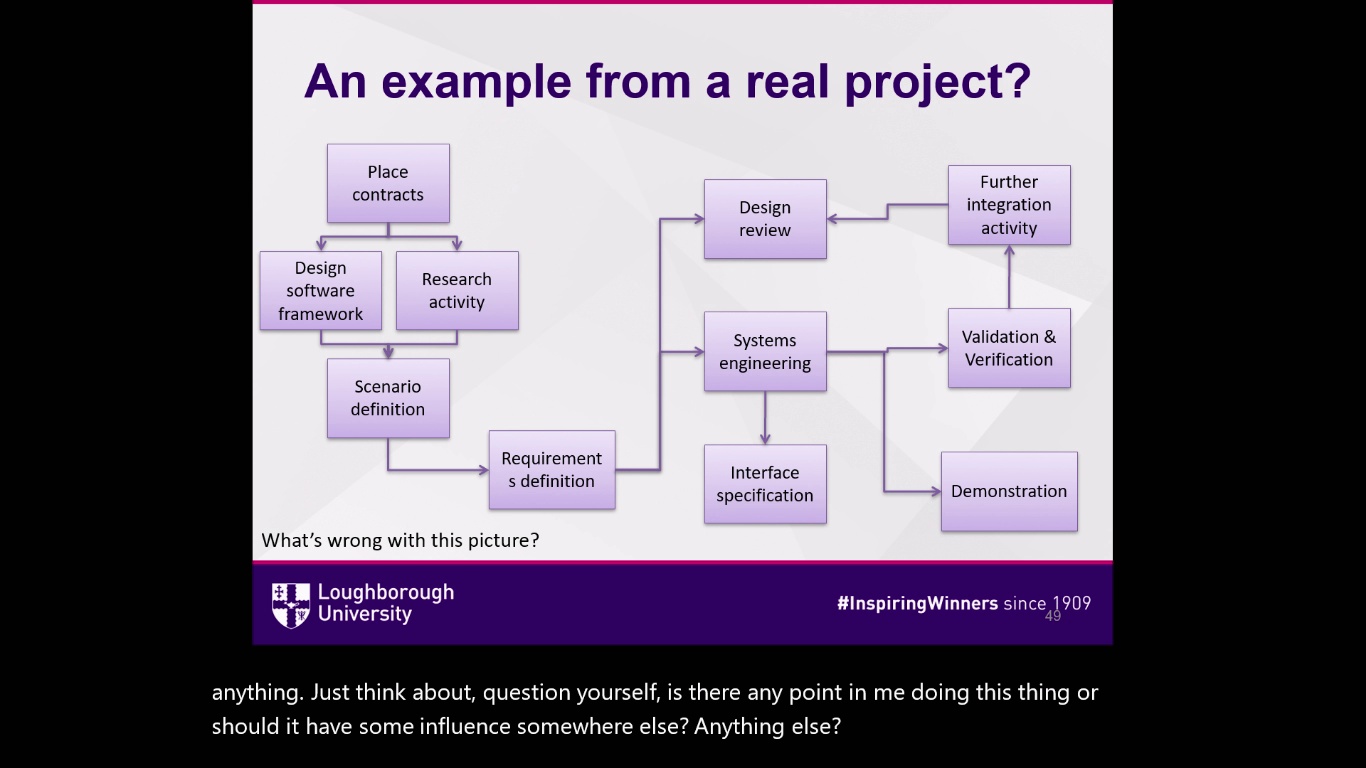 An example from a real project?
Place
contracts
Design
software
framework
Research
activity
Scenario
definition
Requirement
s definition
Design
review
Systems
engineering
Interface
specification
Further
integration
activity
Validation &
Verification
Demonstration
What's wrong with this picture?
Loughborough
University
#InspiringWinners since 1909
49
anything. Just think about, question yourself, is there any point in me doing this thing or
should it have some influence somewhere else? Anything else?